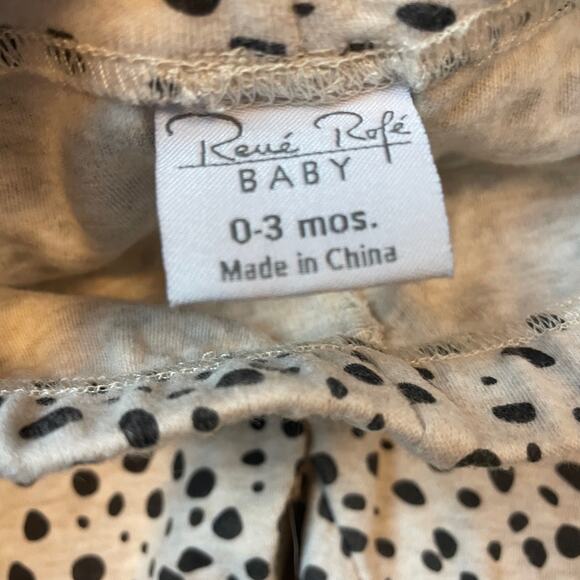 René Rofé
BABY
0-3 mos.
Made in China